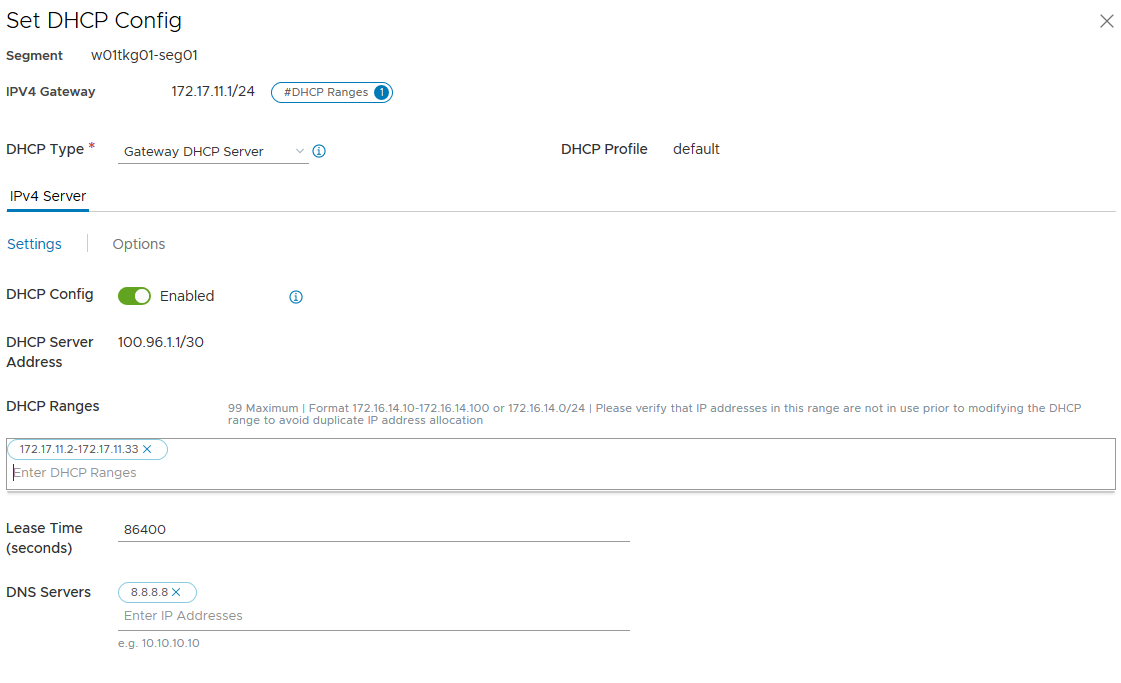 Set DHCP Config
Segment w01tkg01-seg01
IPV4 Gateway 172.17.11.1/24 #DHCP Ranges 1
DHCP Type * Gateway DHCP Server DHCP Profile default
IPv4 Server
Settings Options
DHCP Config Enabled
DHCP Server 100.96.1.1/30
Address
DHCP Ranges 99 Maximum | Format 172.16.14.10-172.16.14.100 or 172.16.14.0/24 | Please verify that IP addresses in this range are not in use prior to modifying the DHCP
range to avoid duplicate IP address allocation
172.17.11.2-172.17.11.33
Enter DHCP Ranges
Lease Time 86400
(seconds)
DNS Servers 8.8.8.8
Enter IP Addresses
e.g. 10.10.10.10